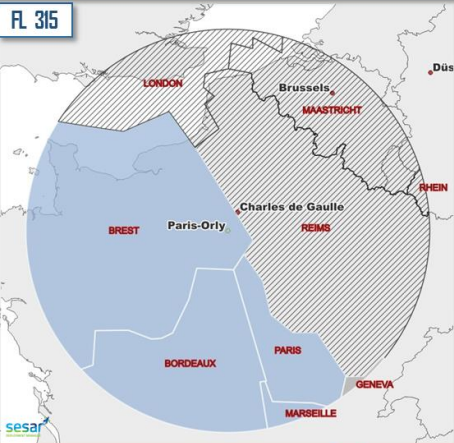 FL 315
Düs
LONDON
Brussels
MAASTRICHT
RHEIN
Charles de Gaulle
Paris-Orly
BREST
REIMS
PARIS
BORDEAUX
GENEVA
MARSEILLE
sesar